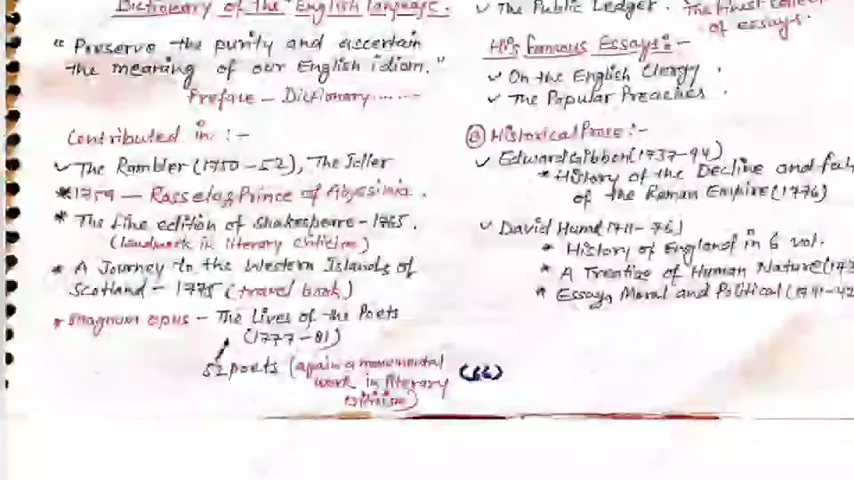 Dictionary of the English language.
"Preserve the purity and ascertain
the meaning of our English idiom."
Preface - Dictionary......
Contributed in :-
✓ The Rambler (1750-52), The Idler
*1759 - Rasselas, Prince of Abyssinia.
* The fine edition of Shakespeare - 1765.
(landmark in literary criticism)
* A Journey to the Western Islands of
Scotland - 1775 (travel book)
* Magnum opus - The Lives of the Poets
(1777-81)
52 poets (again a monumental
work in literary
criticism)
✓ The Public Ledger. The finest
of essays.
His famous Essays:-
✓ On the English Clergy.
✓ The Popular Preaches.
③ Historical Prose:-
✓ Edward Gibbon (1737-94)
* History of the Decline and fall
of the Roman Empire (1776)
✓ David Hume 1711-76)
* History of England in 6 vol.
* A Treatise of Human Nature (17
* Essays, Moral and Political (1741-42
(66)